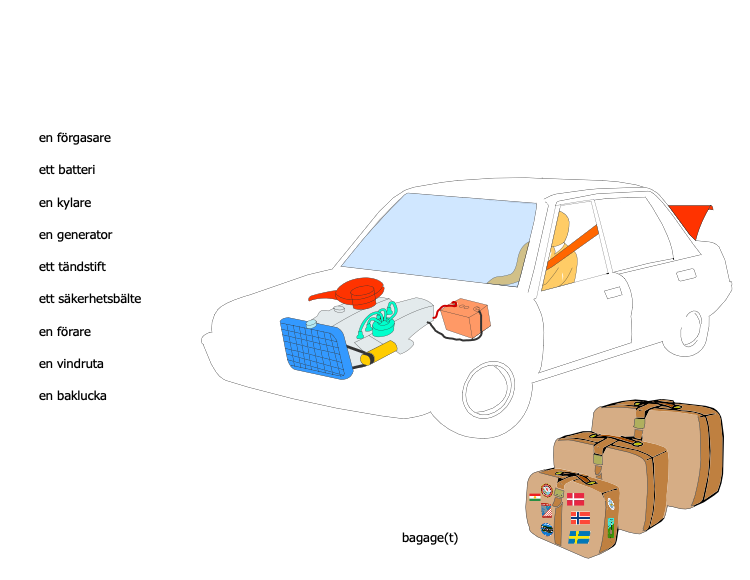 en förgasare
ett batteri
en kylare
en generator
ett tändstift
ett säkerhetsbälte
en förare
en vindruta
en baklucka
bagage(t)